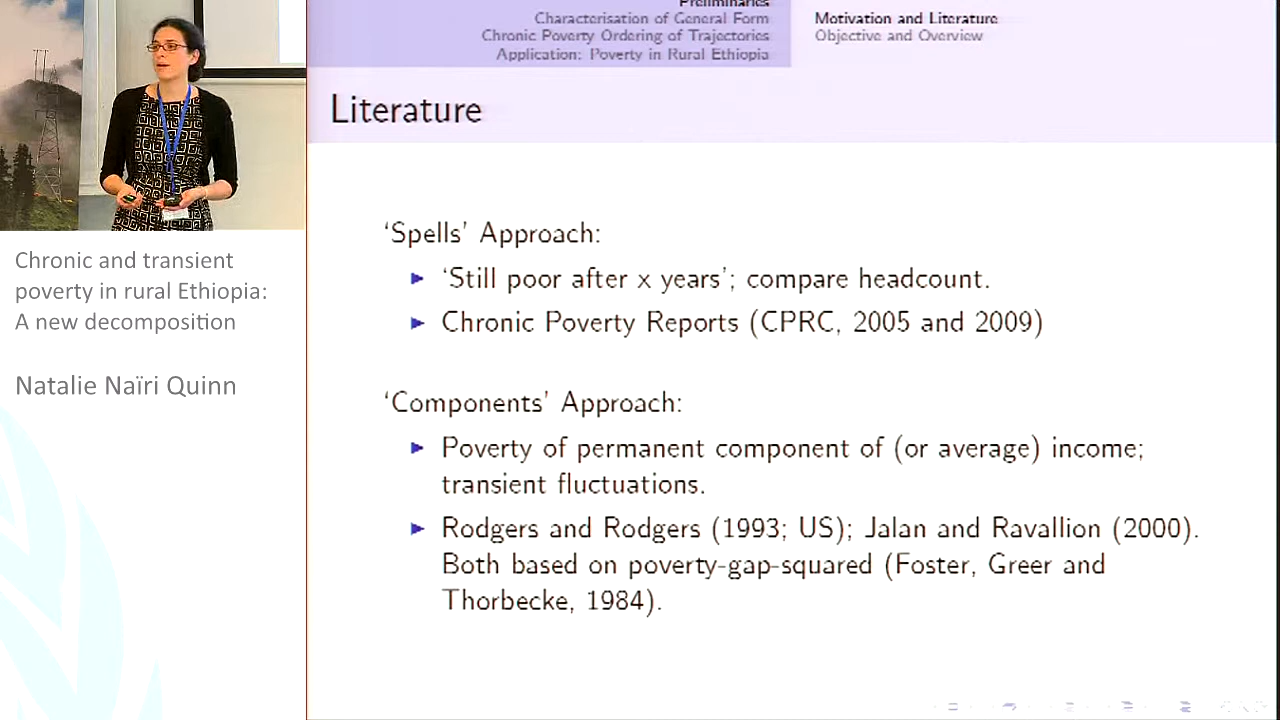 Preliminaries
Characterisation of General Form
Chronic Poverty Ordering of Trajectories
Application: Poverty in Rural Ethiopia
Motivation and Literature
Objective and Overview
Literature
Chronic and transient
poverty in rural Ethiopia:
A new decomposition
Natalie Naïri Quinn
‘Spells’ Approach:
‘Still poor after x years’; compare headcount.
Chronic Poverty Reports (CPRC, 2005 and 2009)
‘Components’ Approach:
Poverty of permanent component of (or average) income;
transient fluctuations.
Rodgers and Rodgers (1993; US); Jalan and Ravallion (2000).
Both based on poverty-gap-squared (Foster, Greer and
Thorbecke, 1984).